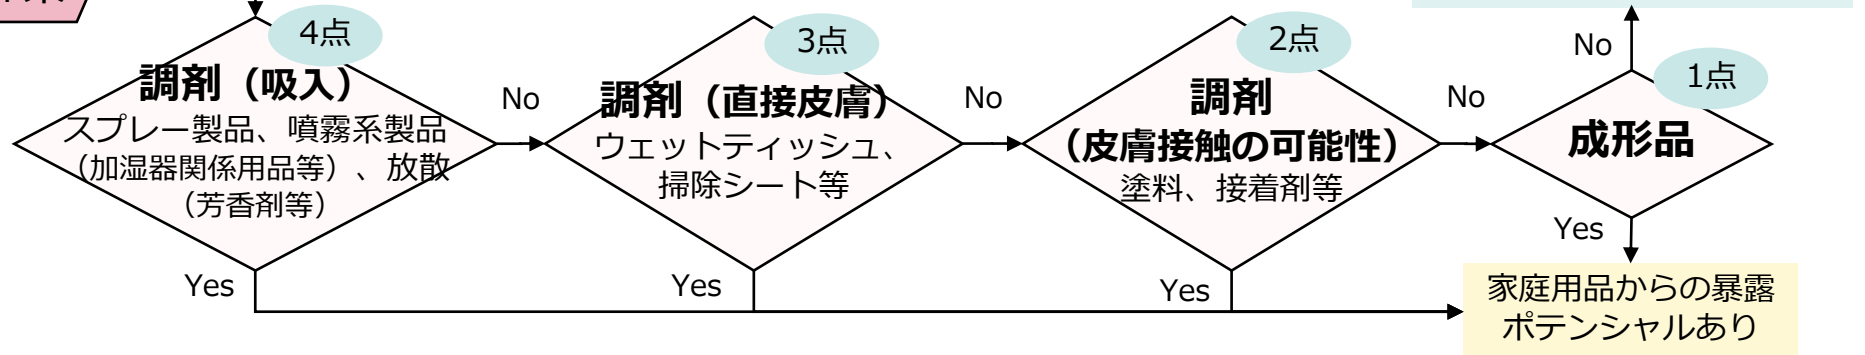 4点
調剤（吸入）
スプレー製品、噴霧系製品
（加湿器関係用品等）、放散
（芳香剤等）
Yes
No
3点
調剤（直接皮膚）
ウェットティッシュ、
掃除シート等
Yes
No
2点
調剤
（皮膚接触の可能性）
塗料、接着剤等
Yes
No
1点
成形品
No
Yes
家庭用品からの暴露
ポテンシャルあり